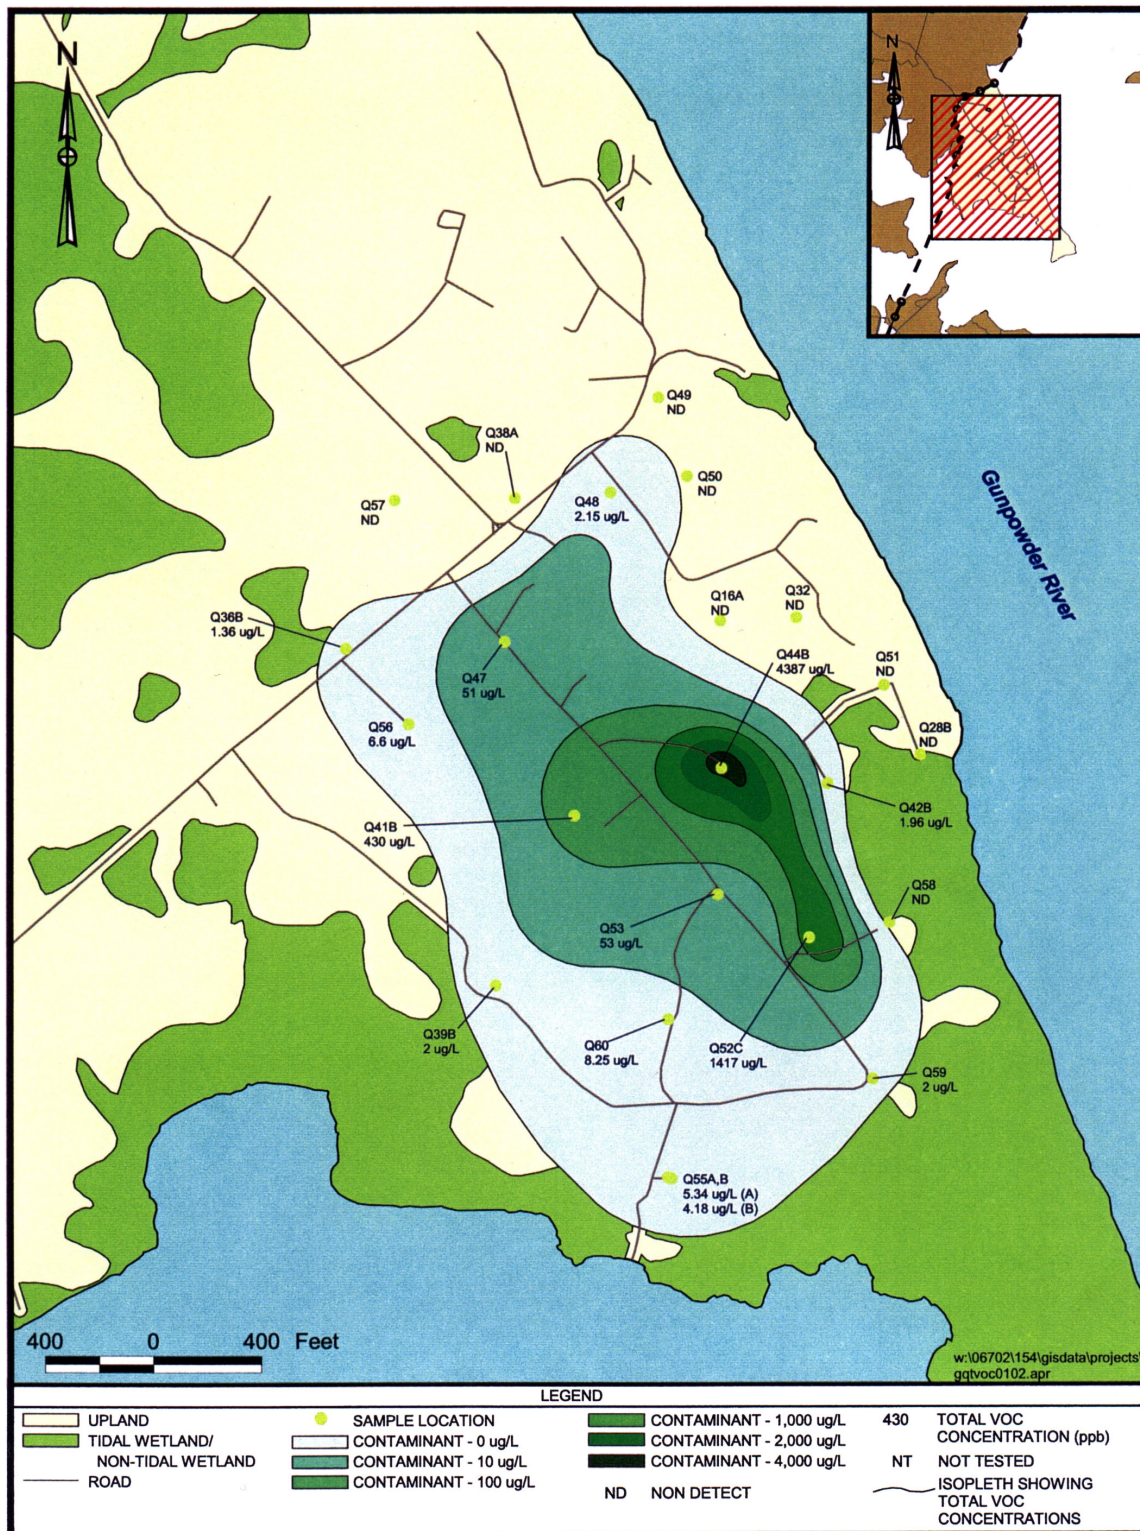 N
N
Q49
ND
Q38A
ND
Q50
ND
Q57
ND
Q48
2.15 ug/L
Gunpowder River
Q16A
ND
Q32
ND
Q36B
1.36 ug/L
Q44B
4387 ug/L
Q51
ND
Q47
51 ug/L
Q56
6.6 ug/L
Q28B
ND
Q42B
1.96 ug/L
Q41B
430 ug/L
Q58
ND
Q53
53 ug/L
Q39B
2 ug/L
Q60
8.25 ug/L
Q52C
1417 ug/L
Q59
2 ug/L
Q55A,B
5.34 ug/L (A)
4.18 ug/L (B)
400 0 400 Feet
w:\06702\154\gisdata\projects\
gqtvoc0102.apr
LEGEND
UPLAND
TIDAL WETLAND/
NON-TIDAL WETLAND
ROAD
SAMPLE LOCATION
CONTAMINANT - 0 ug/L
CONTAMINANT - 10 ug/L
CONTAMINANT - 100 ug/L
CONTAMINANT - 1,000 ug/L
CONTAMINANT - 2,000 ug/L
CONTAMINANT - 4,000 ug/L
ND NON DETECT
430 TOTAL VOC
CONCENTRATION (ppb)
NT NOT TESTED
ISOPLETH SHOWING
TOTAL VOC
CONCENTRATIONS